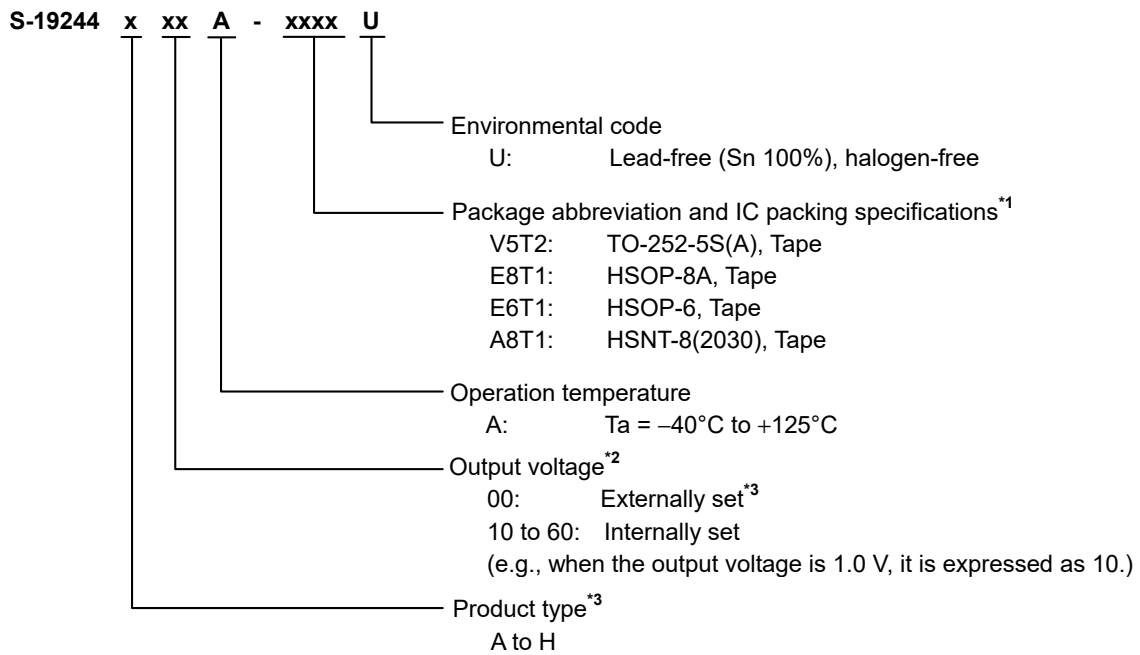 S-19244 x xx A - xxxx U
Environmental code
U: Lead-free (Sn 100%), halogen-free
Package abbreviation and IC packing specifications*1
V5T2: TO-252-5S(A), Tape
E8T1: HSOP-8A, Tape
E6T1: HSOP-6, Tape
A8T1: HSNT-8(2030), Tape
Operation temperature
A: Ta = −40°C to +125°C
Output voltage*2
00: Externally set*3
10 to 60: Internally set
(e.g., when the output voltage is 1.0 V, it is expressed as 10.)
Product type*3
A to H